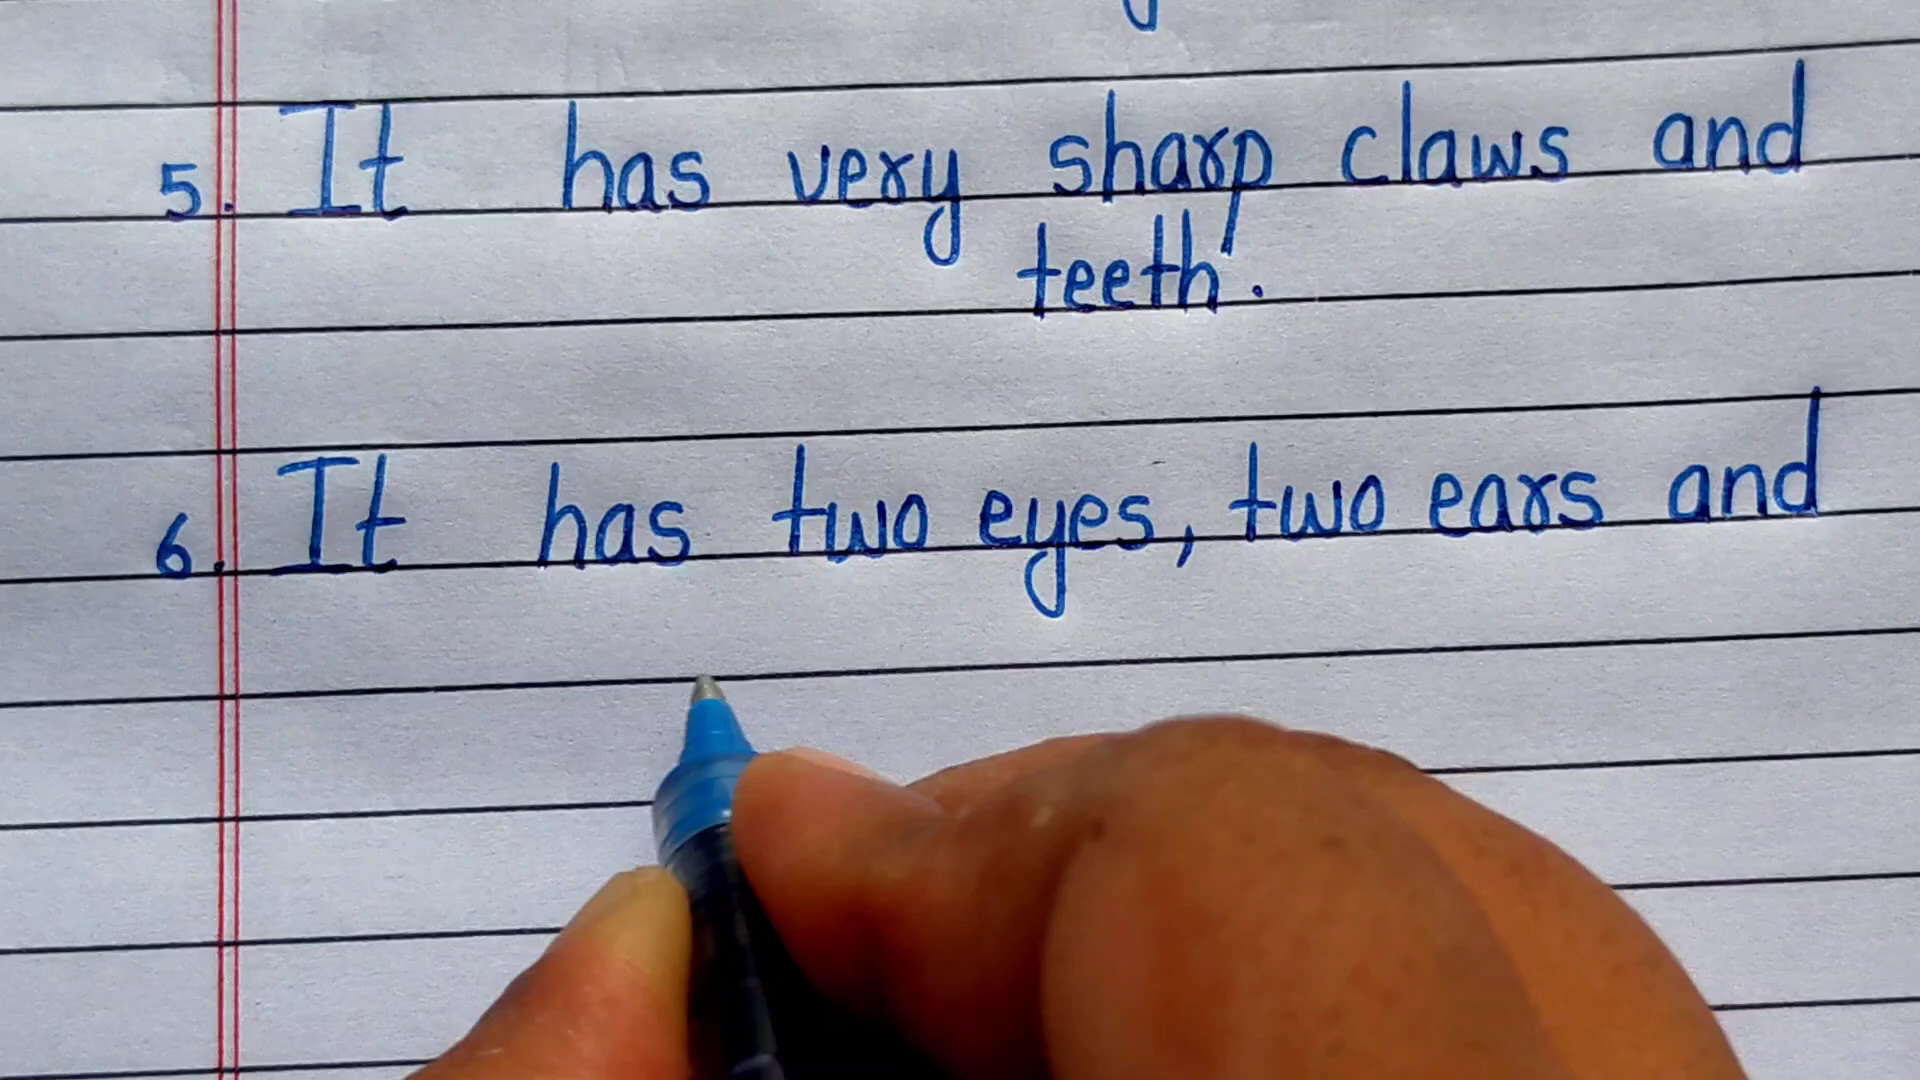 5. It has very sharp claws and
teeth.
6. It has two eyes, two ears and